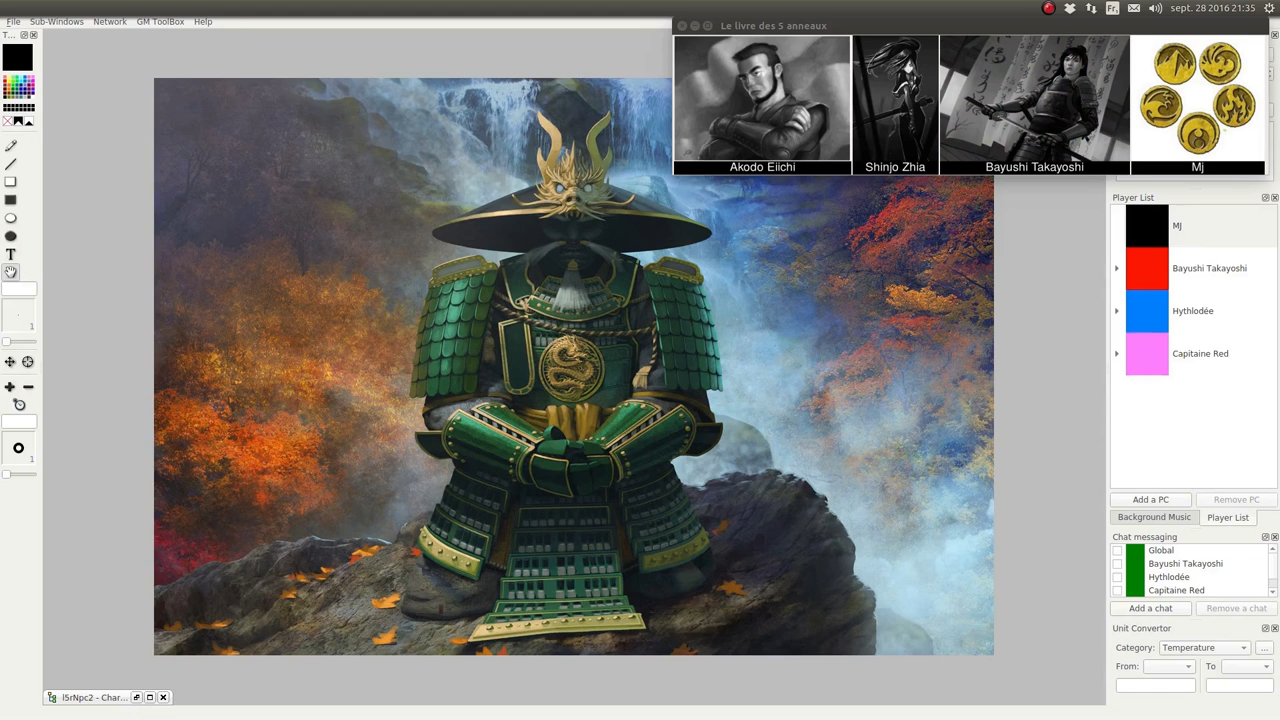 Fr,
sept. 28 2016 21:35
File Sub-Windows Network GM ToolBox Help
T...
Le livre des 5 anneaux
Akodo Eiichi
Shinjo Zhia
Bayushi Takayoshi
Mj
T
1
1
Player List
MJ
Bayushi Takayoshi
Hythlodée
Capitaine Red
Add a PC
Remove PC
Background Music
Player List
Chat messaging
Global
Bayushi Takayoshi
Hythlodée
Capitaine Red
Add a chat
Remove a chat
Unit Convertor
Category: Temperature ...
From: To
l5rNpc2 - Char...